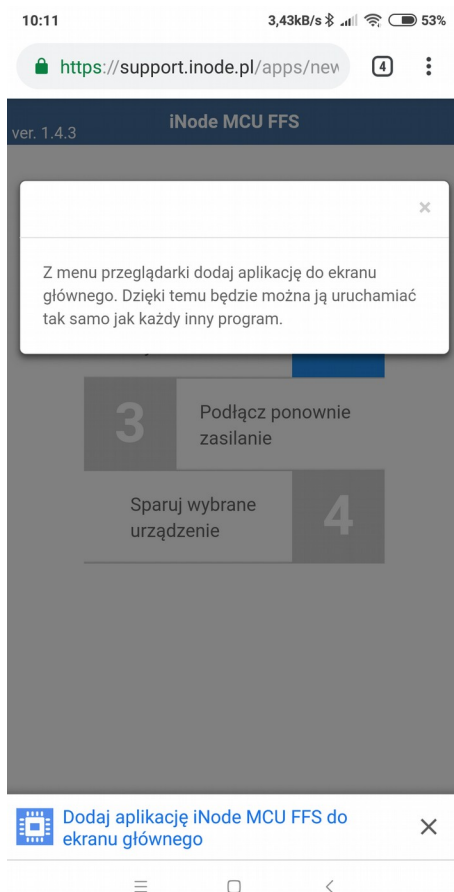 10:11
3,43kB/s 53%
https://support.inode.pl/apps/new
4
iNode MCU FFS
ver. 1.4.3
×
Z menu przeglądarki dodaj aplikację do ekranu
głównego. Dzięki temu będzie można ją uruchamiać
tak samo jak każdy inny program.
3
Podłącz ponownie
zasilanie
Sparuj wybrane
urządzenie
4
Dodaj aplikację iNode MCU FFS do
ekranu głównego